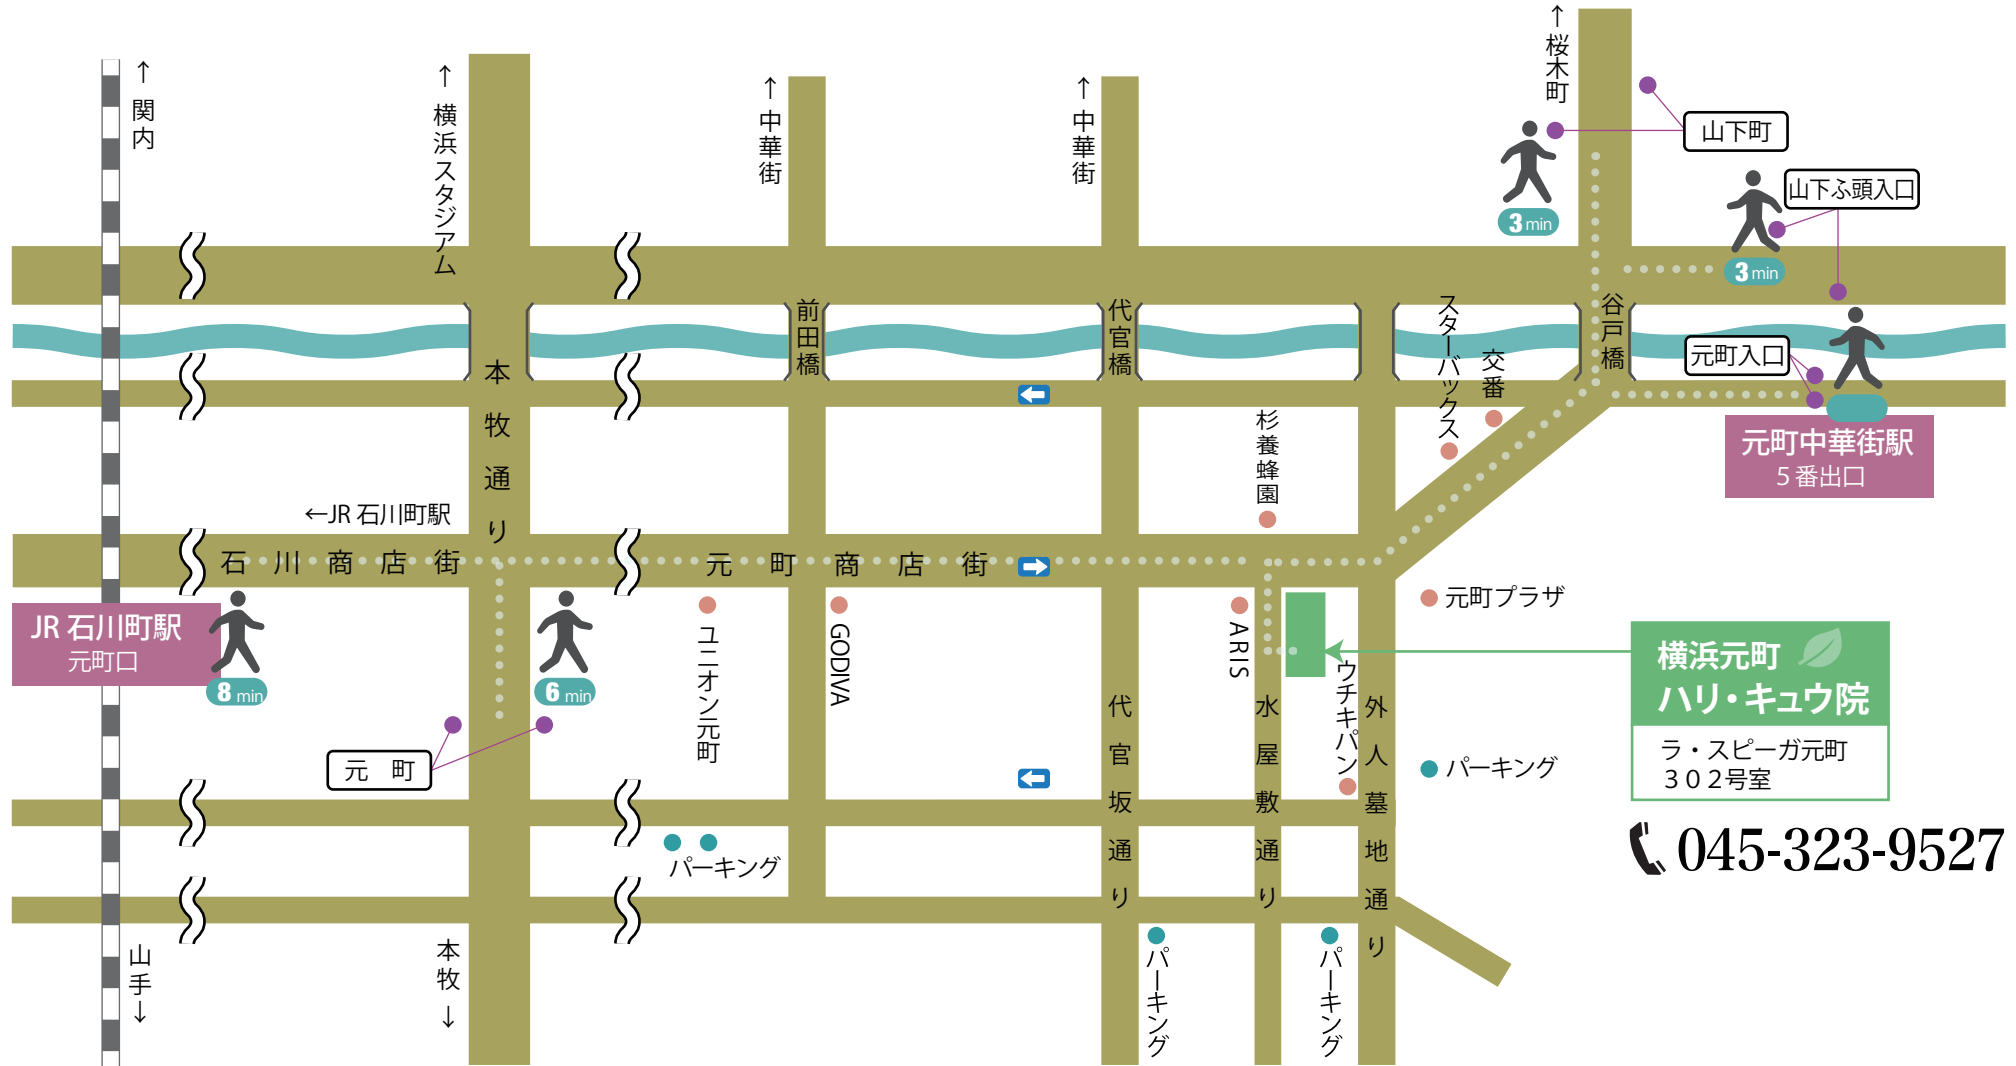 ↑関内
↑横浜スタジアム
↑中華街
↑中華街
↑桜木町
山下町
3 min
山下ふ頭入口
3 min
前田橋
代官橋
谷戸橋
スターバックス
交番
元町入口
元町中華街駅
5番出口
本牧通り
杉養蜂園
←JR 石川町駅
石川商店街
元町商店街
JR 石川町駅
元町口
8 min
6 min
元 町
ユニオン元町
GODIVA
ARIS
元町プラザ
ウチキパン
横浜元町
ハリ・キュウ院
ラ・スピーガ元町
302号室
代官坂通り
水屋敷通り
外人墓地通り
パーキング
045-323-9527
パーキング
山手↓
本牧↓
パーキング
パーキング